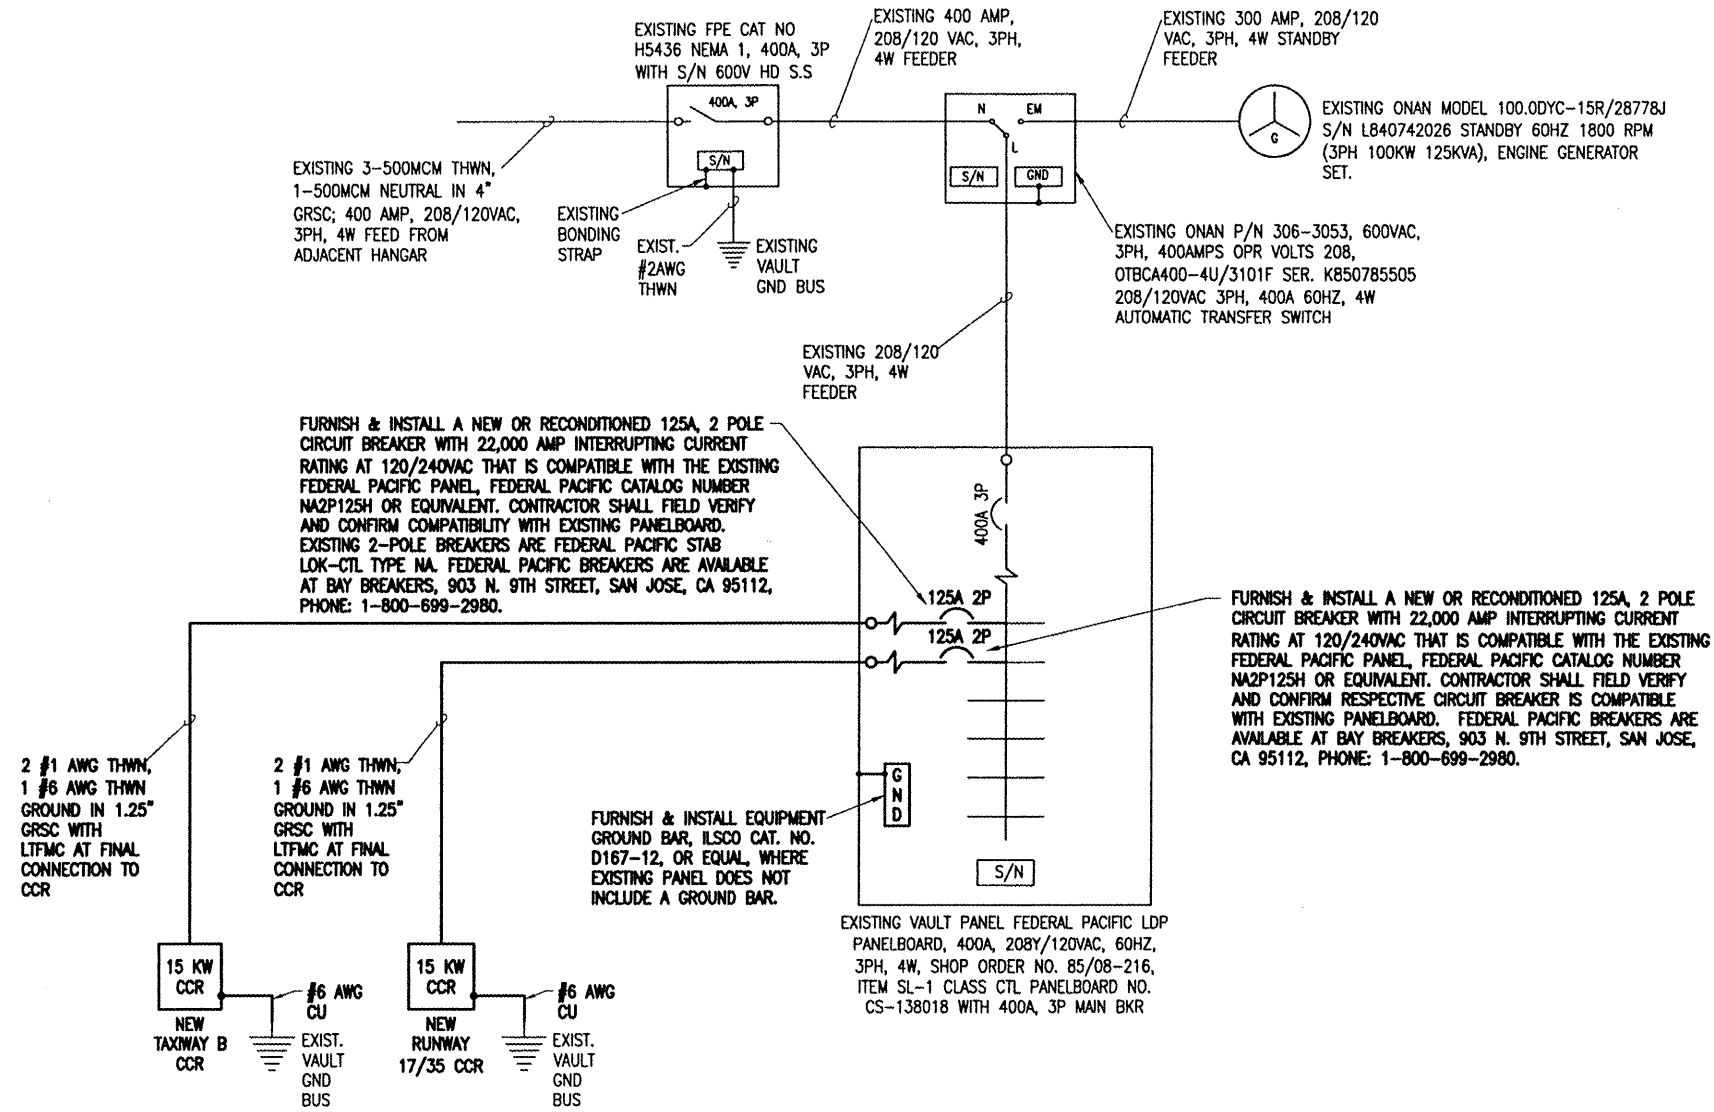 EXISTING FPE CAT NO
H5436 NEMA 1, 400A, 3P
WITH S/N 600V HD S.S
400A, 3P
S/N
EXISTING 400 AMP,
208/120 VAC, 3PH,
4W FEEDER
EXISTING 300 AMP, 208/120
VAC, 3PH, 4W STANDBY
FEEDER
N
EM
L
S/N
GND
G
EXISTING ONAN MODEL 100.0DYC-15R/28778J
S/N L840742026 STANDBY 60HZ 1800 RPM
(3PH 100KW 125KVA), ENGINE GENERATOR
SET.
EXISTING 3-500MCM THWN,
1-500MCM NEUTRAL IN 4"
GRSC; 400 AMP, 208/120VAC,
3PH, 4W FEED FROM
ADJACENT HANGAR
EXISTING
BONDING
STRAP
EXIST.
#2AWG
THWN
EXISTING
VAULT
GND BUS
EXISTING ONAN P/N 306-3053, 600VAC,
3PH, 400AMPS OPR VOLTS 208,
OTBCA400-4U/3101F SER. K850785505
208/120VAC 3PH, 400A 60HZ, 4W
AUTOMATIC TRANSFER SWITCH
EXISTING 208/120
VAC, 3PH, 4W
FEEDER
FURNISH & INSTALL A NEW OR RECONDITIONED 125A, 2 POLE
CIRCUIT BREAKER WITH 22,000 AMP INTERRUPTING CURRENT
RATING AT 120/240VAC THAT IS COMPATIBLE WITH THE EXISTING
FEDERAL PACIFIC PANEL, FEDERAL PACIFIC CATALOG NUMBER
NA2P125H OR EQUIVALENT. CONTRACTOR SHALL FIELD VERIFY
AND CONFIRM COMPATIBILITY WITH EXISTING PANELBOARD.
EXISTING 2-POLE BREAKERS ARE FEDERAL PACIFIC STAB
LOK-CTL TYPE NA. FEDERAL PACIFIC BREAKERS ARE AVAILABLE
AT BAY BREAKERS, 903 N. 9TH STREET, SAN JOSE, CA 95112,
PHONE: 1-800-699-2980.
400A 3P
125A 2P
125A 2P
FURNISH & INSTALL A NEW OR RECONDITIONED 125A, 2 POLE
CIRCUIT BREAKER WITH 22,000 AMP INTERRUPTING CURRENT
RATING AT 120/240VAC THAT IS COMPATIBLE WITH THE EXISTING
FEDERAL PACIFIC PANEL, FEDERAL PACIFIC CATALOG NUMBER
NA2P125H OR EQUIVALENT. CONTRACTOR SHALL FIELD VERIFY
AND CONFIRM RESPECTIVE CIRCUIT BREAKER IS COMPATIBLE
WITH EXISTING PANELBOARD. FEDERAL PACIFIC BREAKERS ARE
AVAILABLE AT BAY BREAKERS, 903 N. 9TH STREET, SAN JOSE,
CA 95112, PHONE: 1-800-699-2980.
2 #1 AWG THWN,
1 #6 AWG THWN
GROUND IN 1.25"
GRSC WITH
LTFMC AT FINAL
CONNECTION TO
CCR
2 #1 AWG THWN,
1 #6 AWG THWN
GROUND IN 1.25"
GRSC WITH
LTFMC AT FINAL
CONNECTION TO
CCR
FURNISH & INSTALL EQUIPMENT
GROUND BAR, ILSCO CAT. NO.
D167-12, OR EQUAL, WHERE
EXISTING PANEL DOES NOT
INCLUDE A GROUND BAR.
G
N
D
S/N
EXISTING VAULT PANEL FEDERAL PACIFIC LDP
PANELBOARD, 400A, 208Y/120VAC, 60HZ,
3PH, 4W, SHOP ORDER NO. 85/08-216,
ITEM SL-1 CLASS CTL PANELBOARD NO.
CS-138018 WITH 400A, 3P MAIN BKR
15 KW
CCR
NEW
TAXIWAY B
CCR
#6 AWG
CU
EXIST.
VAULT
GND
BUS
15 KW
CCR
NEW
RUNWAY
17/35 CCR
#6 AWG
CU
EXIST.
VAULT
GND
BUS